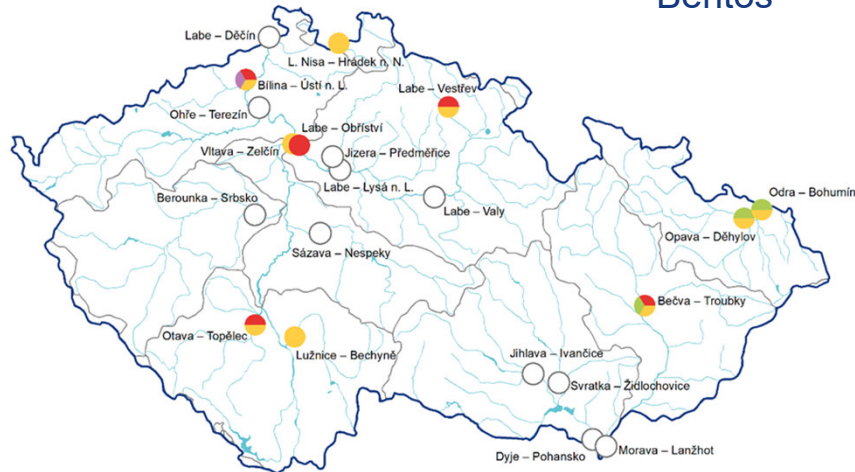 Bentos
Labe – Děčín
L. Nisa – Hrádek n. N.
Bílina – Ústí n. L.
Labe – Vestřev
Ohře – Terezín
Labe – Obříství
Vltava – Zelčín
Jizera – Předměřice
Labe – Lysá n. L.
Odra – Bohumín
Berounka – Srbsko
Labe – Valy
Opava – Děhylov
Sázava – Nespeky
Bečva – Troubky
Otava – Topělec
Lužnice – Bechyně
Jihlava – Ivančice
Svratka – Židlochovice
Dyje – Pohansko
Morava – Lanžhot